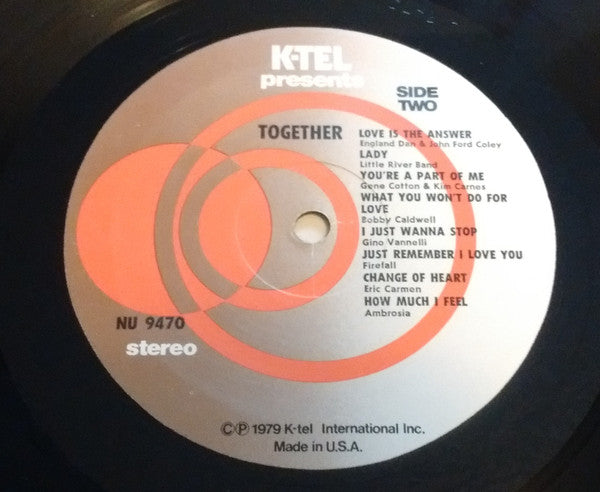 K-TEL
presents
SIDE
TWO
TOGETHER
LOVE IS THE ANSWER
England Dan & John Ford Coley
LADY
Little River Band
YOU'RE A PART OF ME
Gene Cotton & Kim Carnes
WHAT YOU WON'T DO FOR
LOVE
Bobby Caldwell
I JUST WANNA STOP
Gino Vannelli
JUST REMEMBER I LOVE YOU
Firefall
CHANGE OF HEART
Eric Carmen
HOW MUCH I FEEL
Ambrosia
NU 9470
stereo
©℗ 1979 K-tel International Inc.
Made in U.S.A.